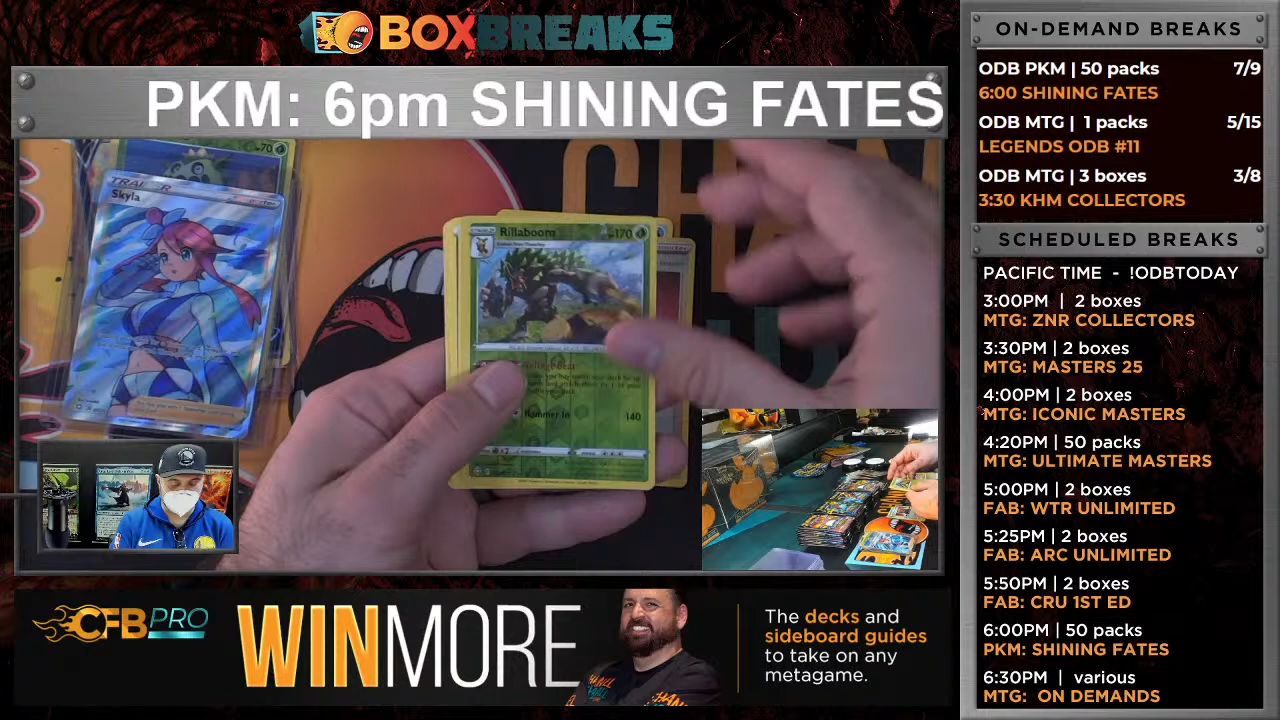 BOXBREAKS
PKM: 6pm SHINING FATES
70
TRAINER
Skyla
Rillaboom
170
Hammer In
140
CFBPRO
WINMORE
The decks and
sideboard guides
to take on any
metagame.
ON-DEMAND BREAKS
ODB PKM | 50 packs 7/9
6:00 SHINING FATES
ODB MTG | 1 packs 5/15
LEGENDS ODB #11
ODB MTG | 3 boxes 3/8
3:30 KHM COLLECTORS
SCHEDULED BREAKS
PACIFIC TIME - !ODBTODAY
3:00PM | 2 boxes
MTG: ZNR COLLECTORS
3:30PM | 2 boxes
MTG: MASTERS 25
4:00PM | 2 boxes
MTG: ICONIC MASTERS
4:20PM | 50 packs
MTG: ULTIMATE MASTERS
5:00PM | 2 boxes
FAB: WTR UNLIMITED
5:25PM | 2 boxes
FAB: ARC UNLIMITED
5:50PM | 2 boxes
FAB: CRU 1ST ED
6:00PM | 50 packs
PKM: SHINING FATES
6:30PM | various
MTG: ON DEMANDS